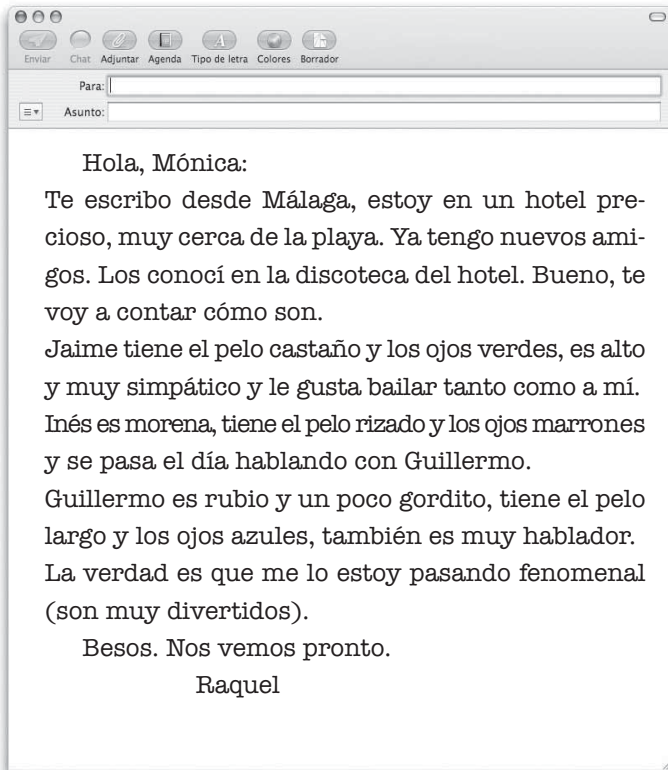 Enviar Chat Adjuntar Agenda Tipo de letra Colores Borrador
Para:
Asunto:
Hola, Mónica:
Te escribo desde Málaga, estoy en un hotel pre-
cioso, muy cerca de la playa. Ya tengo nuevos ami-
gos. Los conocí en la discoteca del hotel. Bueno, te
voy a contar cómo son.
Jaime tiene el pelo castaño y los ojos verdes, es alto
y muy simpático y le gusta bailar tanto como a mí.
Inés es morena, tiene el pelo rizado y los ojos marrones
y se pasa el día hablando con Guillermo.
Guillermo es rubio y un poco gordito, tiene el pelo
largo y los ojos azules, también es muy hablador.
La verdad es que me lo estoy pasando fenomenal
(son muy divertidos).
Besos. Nos vemos pronto.
Raquel